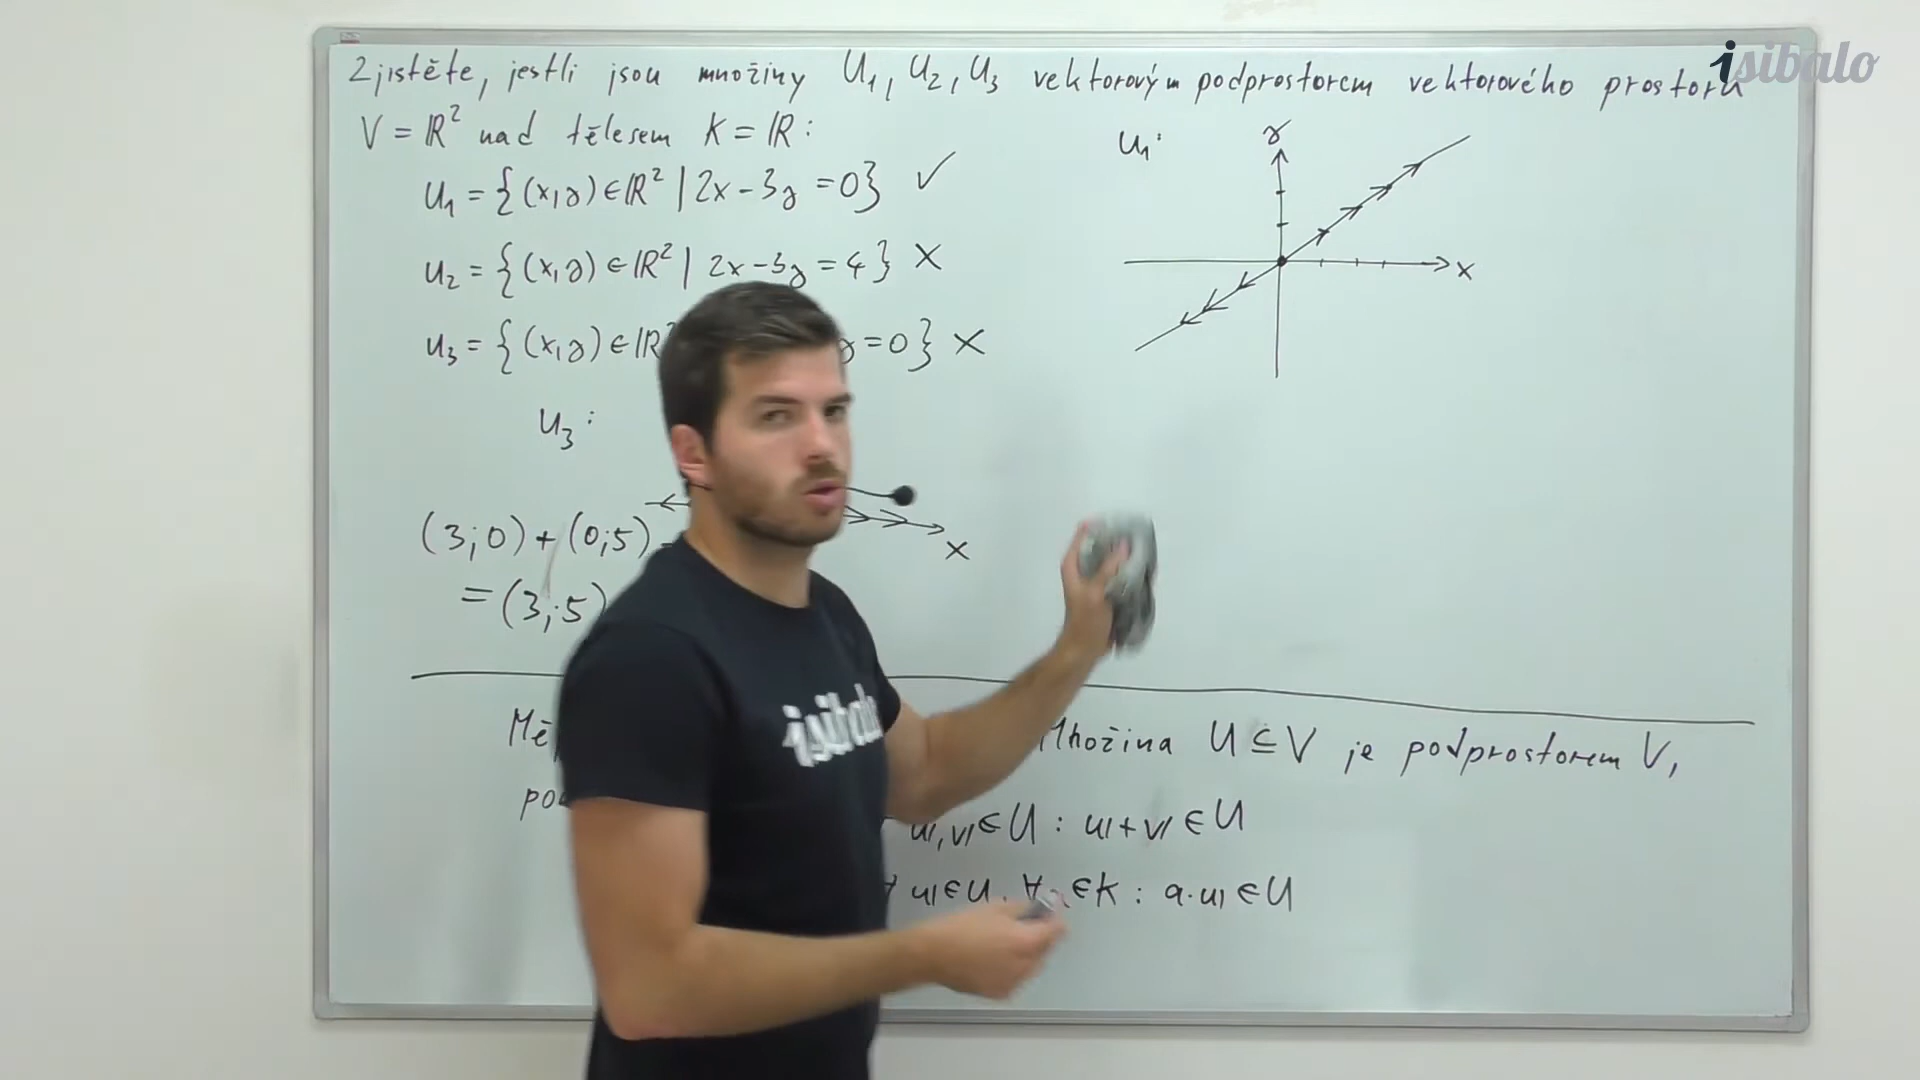 Zjistěte, jestli jsou množiny U₁, U₂, U₃ vektorovým podprostorem vektorového prostoru
V = ℝ² nad tělesem K = ℝ:
U₁ = {(x,y) ∈ ℝ² | 2x - 3y = 0} ✓
U₂ = {(x,y) ∈ ℝ² | 2x - 3y = 4} ✗
U₃ = {(x,y) ∈ ℝ² y = 0} ✗
U₁:
y
x
U₃:
x
(3;0) + (0;5)
= (3;5)
Množina U ⊆ V je podprostorem V,
u, v ∈ U : u + v ∈ U
∀ u ∈ U, ∀ ∈ K : a·u ∈ U
isibalo
isibalo